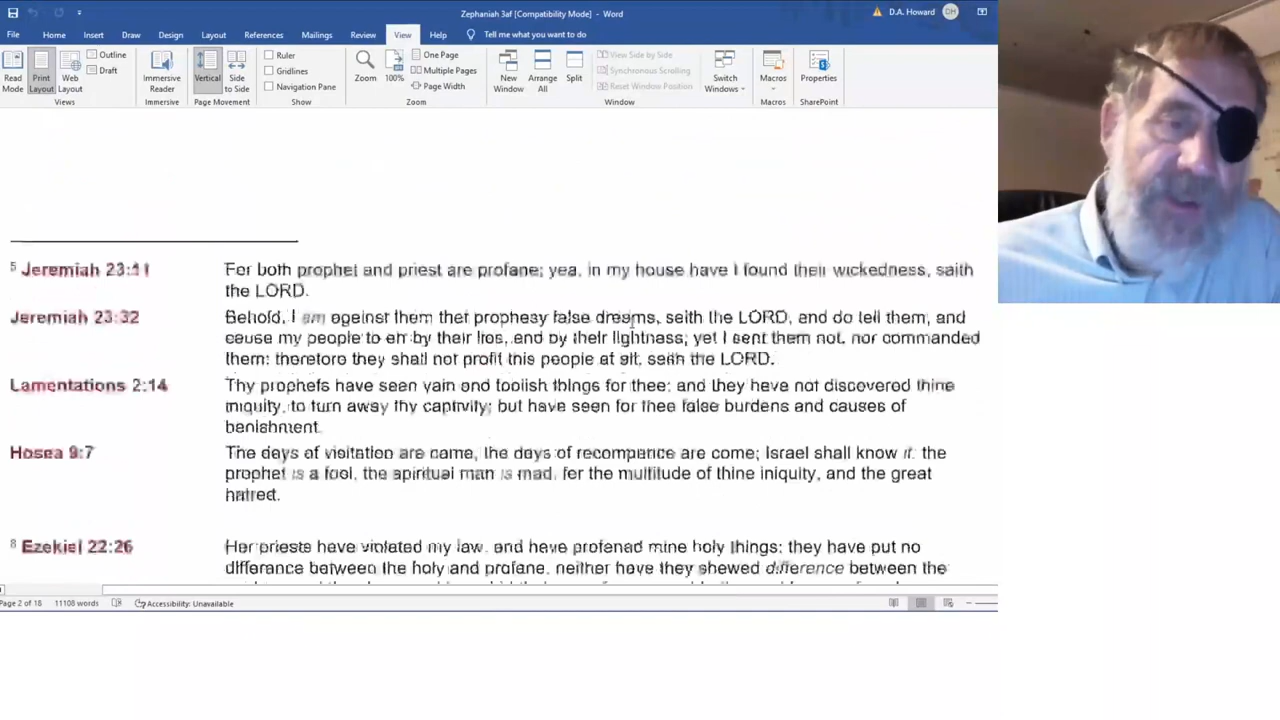 Zephaniah 3af [Compatibility Mode] - Word
D.A. Howard DH
File Home Insert Draw Design Layout References Mailings Review View Help Tell me what you want to do
Read Mode
Print Layout
Web Layout
Outline
Draft
Views
Immersive Reader
Immersive
Vertical
Side to Side
Page Movement
Ruler
Gridlines
Navigation Pane
Show
Zoom
100%
One Page
Multiple Pages
Page Width
Zoom
New Window
Arrange All
Split
View Side by Side
Synchronous Scrolling
Reset Window Position
Window
Switch Windows
Macros
Macros
Properties
SharePoint
5 Jeremiah 23:11 For both prophet and priest are profane; yea, in my house have I found their wickedness, saith
the LORD.
Jeremiah 23:32 Behold, I am against them that prophesy false dreams, saith the LORD, and do tell them, and
cause my people to err by their lies, and by their lightness; yet I sent them not, nor commanded
them: therefore they shall not profit this people at all, saith the LORD.
Lamentations 2:14 Thy prophets have seen vain and foolish things for thee: and they have not discovered thine
iniquity, to turn away thy captivity; but have seen for thee false burdens and causes of
banishment.
Hosea 9:7 The days of visitation are come, the days of recompence are come; Israel shall know it: the
prophet is a fool, the spiritual man is mad, for the multitude of thine iniquity, and the great
hatred.
8 Ezekiel 22:26 Her priests have violated my law, and have profaned mine holy things: they have put no
difference between the holy and profane, neither have they shewed difference between the
Page 2 of 18 11108 words Accessibility: Unavailable